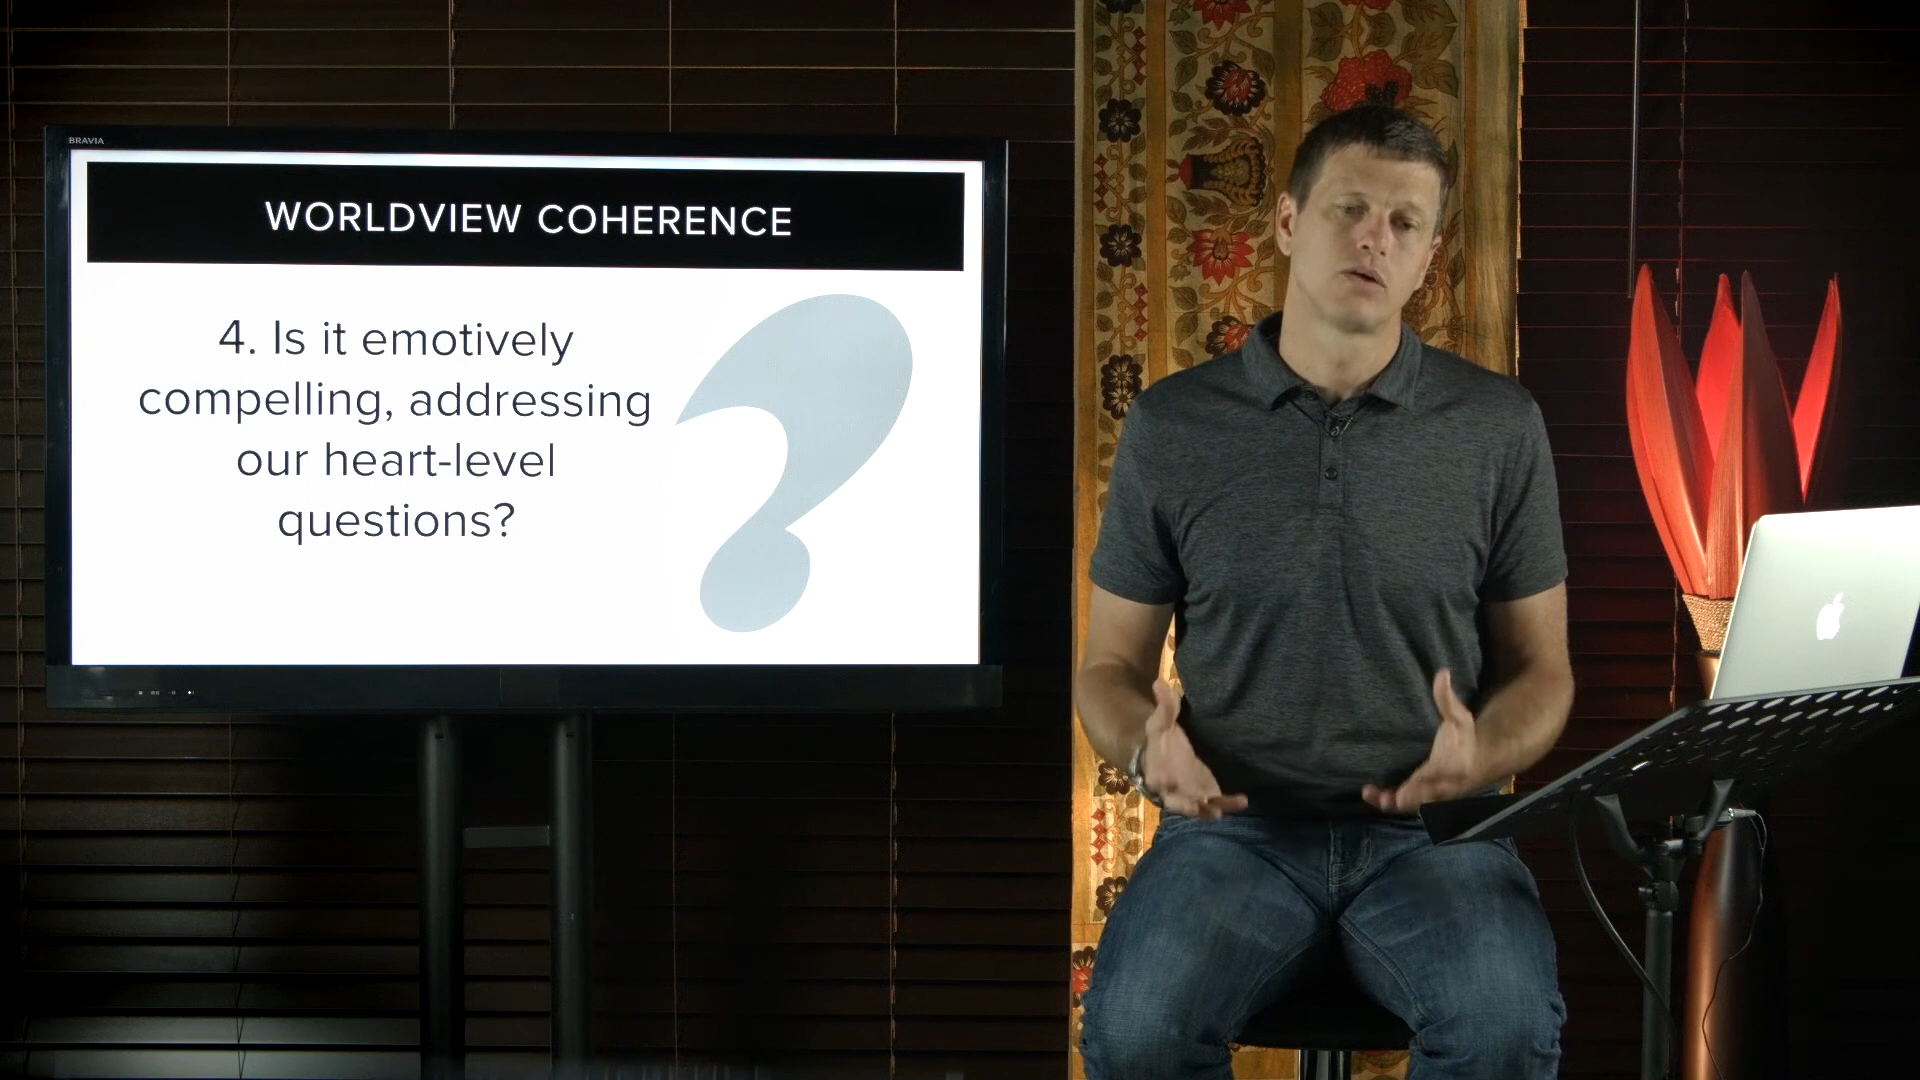 BRAVIA
WORLDVIEW COHERENCE
4. Is it emotively
compelling, addressing
our heart-level
questions?